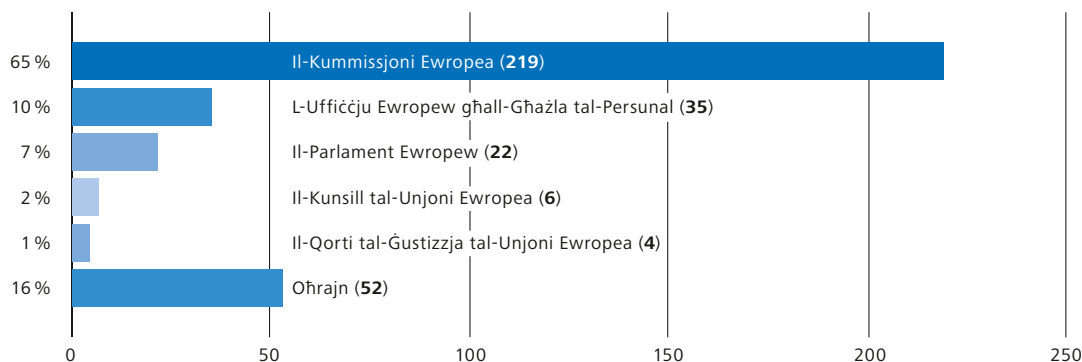 65 % Il-Kummissjoni Ewropea (219)
10 % L-Uffiċċju Ewropew għall-Għażla tal-Persunal (35)
7 % Il-Parlament Ewropew (22)
2 % Il-Kunsill tal-Unjoni Ewropea (6)
1 % Il-Qorti tal-Ġustizzja tal-Unjoni Ewropea (4)
16 % Oħrajn (52)
0 50 100 150 200 250